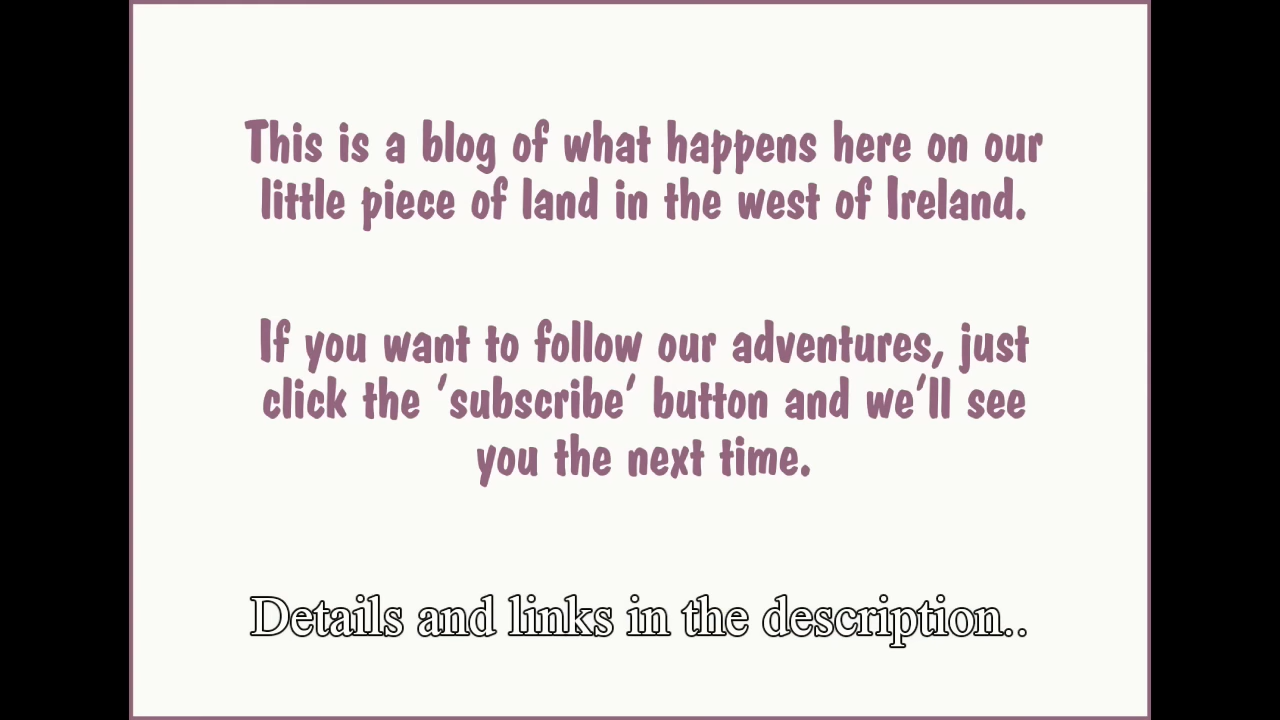 This is a blog of what happens here on our
little piece of land in the west of Ireland.
If you want to follow our adventures, just
click the ‘subscribe’ button and we’ll see
you the next time.
Details and links in the description..